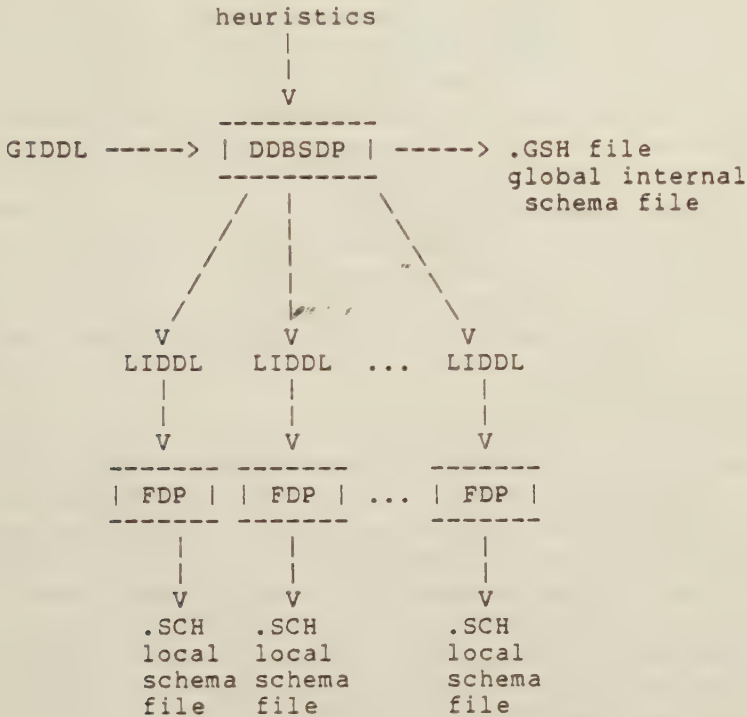 heuristics
|
|
V
----------
GIDDL -----> | DDBSDP | -----> .GSH file
----------
global internal
schema file
/ | \
/ | \
/ | \
/ | \
V V V
LIDDL LIDDL ... LIDDL
| | |
| | |
V V V
------- ------- -------
| FDP | | FDP | ... | FDP |
------- ------- -------
| | |
| | |
V V V
.SCH .SCH .SCH
local local local
schema schema schema
file file file